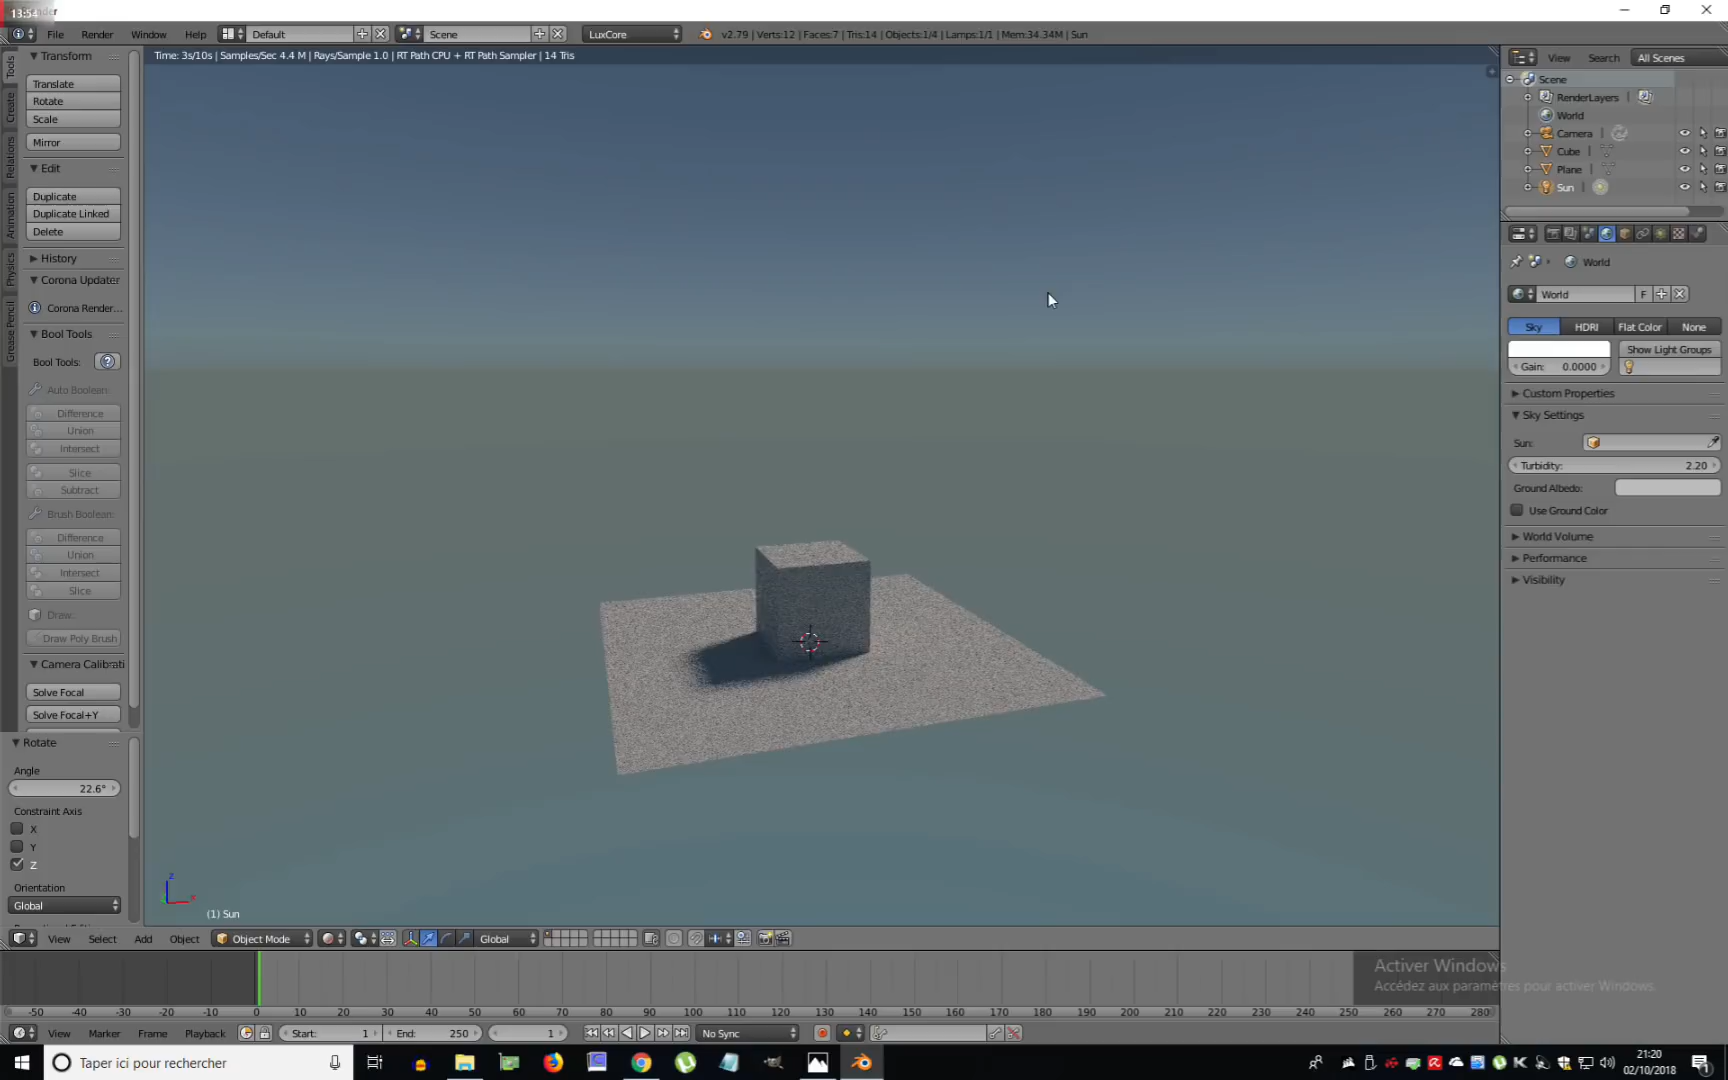 13:54
File Render Window Help Default Scene LuxCore v2.79 | Verts:12 | Faces:7 | Tris:14 | Objects:1/4 | Lamps:1/1 | Mem:34.34M | Sun
Time: 3s/10s | Samples/Sec 4.4 M | Rays/Sample 1.0 | RT Path CPU + RT Path Sampler | 14 Tris
Tools
Create
Relations
Animation
Physics
Grease Pencil
Transform
Translate
Rotate
Scale
Mirror
Edit
Duplicate
Duplicate Linked
Delete
History
Corona Updater
Corona Render...
Bool Tools
Bool Tools:
Auto Boolean:
Difference
Union
Intersect
Slice
Subtract
Brush Boolean:
Difference
Union
Intersect
Slice
Draw:
Draw Poly Brush
Camera Calibrati
Solve Focal
Solve Focal+Y
Rotate
Angle
22.6°
Constraint Axis
X
Y
Z
Orientation
Global
z
x
(1) Sun
View Search All Scenes
Scene
RenderLayers
World
Camera
Cube
Plane
Sun
World
World F
Sky HDRI Flat Color None
Show Light Groups
Gain: 0.0000
Custom Properties
Sky Settings
Sun:
Turbidity: 2.20
Ground Albedo:
Use Ground Color
World Volume
Performance
Visibility
View Select Add Object Object Mode Global
Activer Windows
Accédez aux paramètres pour activer Windows.
-50 -40 -30 -20 -10 0 10 20 30 40 50 60 70 80 90 100 110 120 130 140 150 160 170 180 190 200 210 220 230 240 250 260 270 280
View Marker Frame Playback Start: 1 End: 250 1 No Sync
Taper ici pour rechercher
21:20
02/10/2018
1